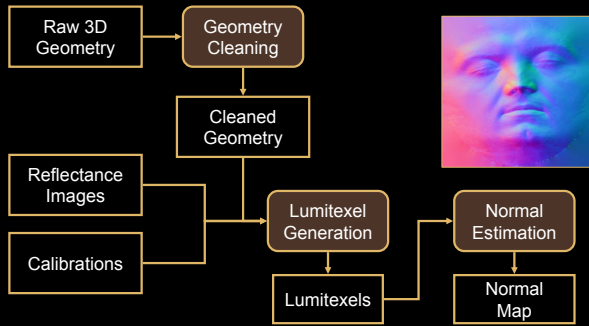 Raw 3D
Geometry
Geometry
Cleaning
Cleaned
Geometry
Reflectance
Images
Calibrations
Lumitexel
Generation
Lumitexels
Normal
Estimation
Normal
Map